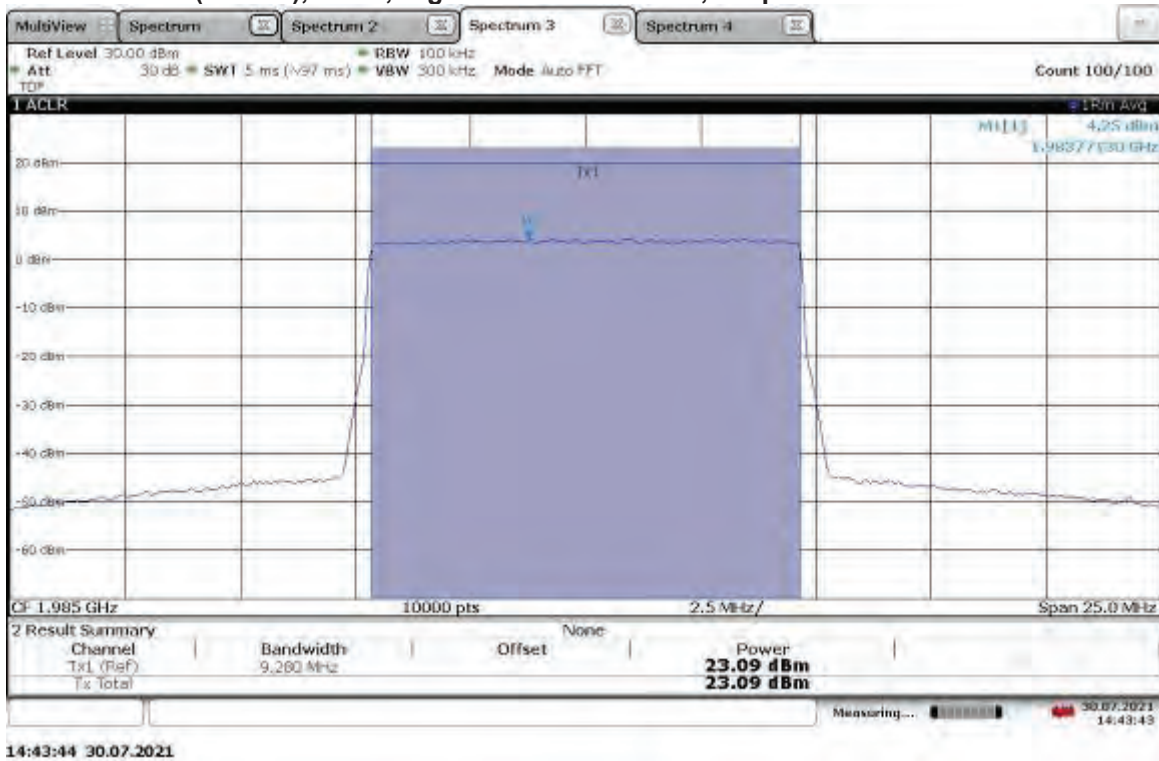 MultiView Spectrum Spectrum 2 Spectrum 3 Spectrum 4
Ref Level 30.00 dBm RBW 100 kHz
Att 30 dB SWT 5 ms (~97 ms) VBW 300 kHz Mode Auto FFT Count 100/100
TDF
1 ACLR 1Rm Avg
M1[1] 4.25 dBm
GHz
20 dBm
Tx1
10 dBm
M1
0 dBm
-10 dBm
-20 dBm
-30 dBm
-40 dBm
-50 dBm
-60 dBm
CF 1.985 GHz 10000 pts 2.5 MHz/ Span 25.0 MHz
2 Result Summary None
Channel Bandwidth Offset Power
Tx1 (Ref) 9.280 MHz 23.09 dBm
Tx Total 23.09 dBm
Measuring... 30.07.2021
14:43:43
14:43:44 30.07.2021